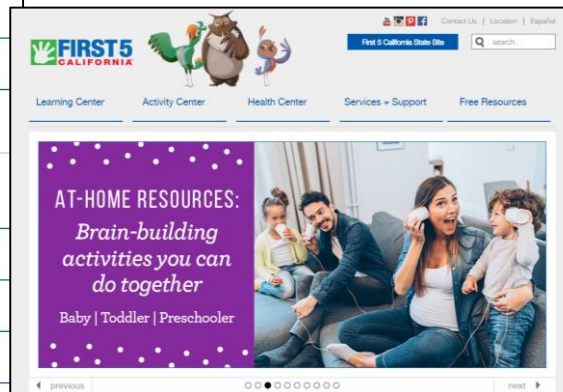 Contact Us | Location | Español
FIRST 5
CALIFORNIA
First 5 California State Site
search...
Learning Center
Activity Center
Health Center
Services + Support
Free Resources
AT-HOME RESOURCES:
Brain-building
activities you can
do together
Baby | Toddler | Preschooler
previous
next